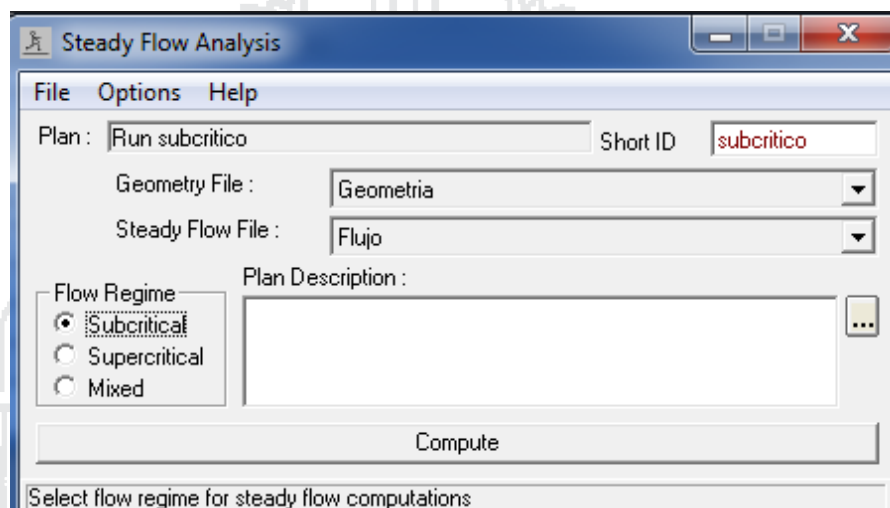 Steady Flow Analysis
File Options Help
Plan : Run subcritico Short ID subcritico
Geometry File : Geometria
Steady Flow File : Flujo
Plan Description :
Flow Regime
Subcritical
Supercritical
Mixed
...
Compute
Select flow regime for steady flow computations